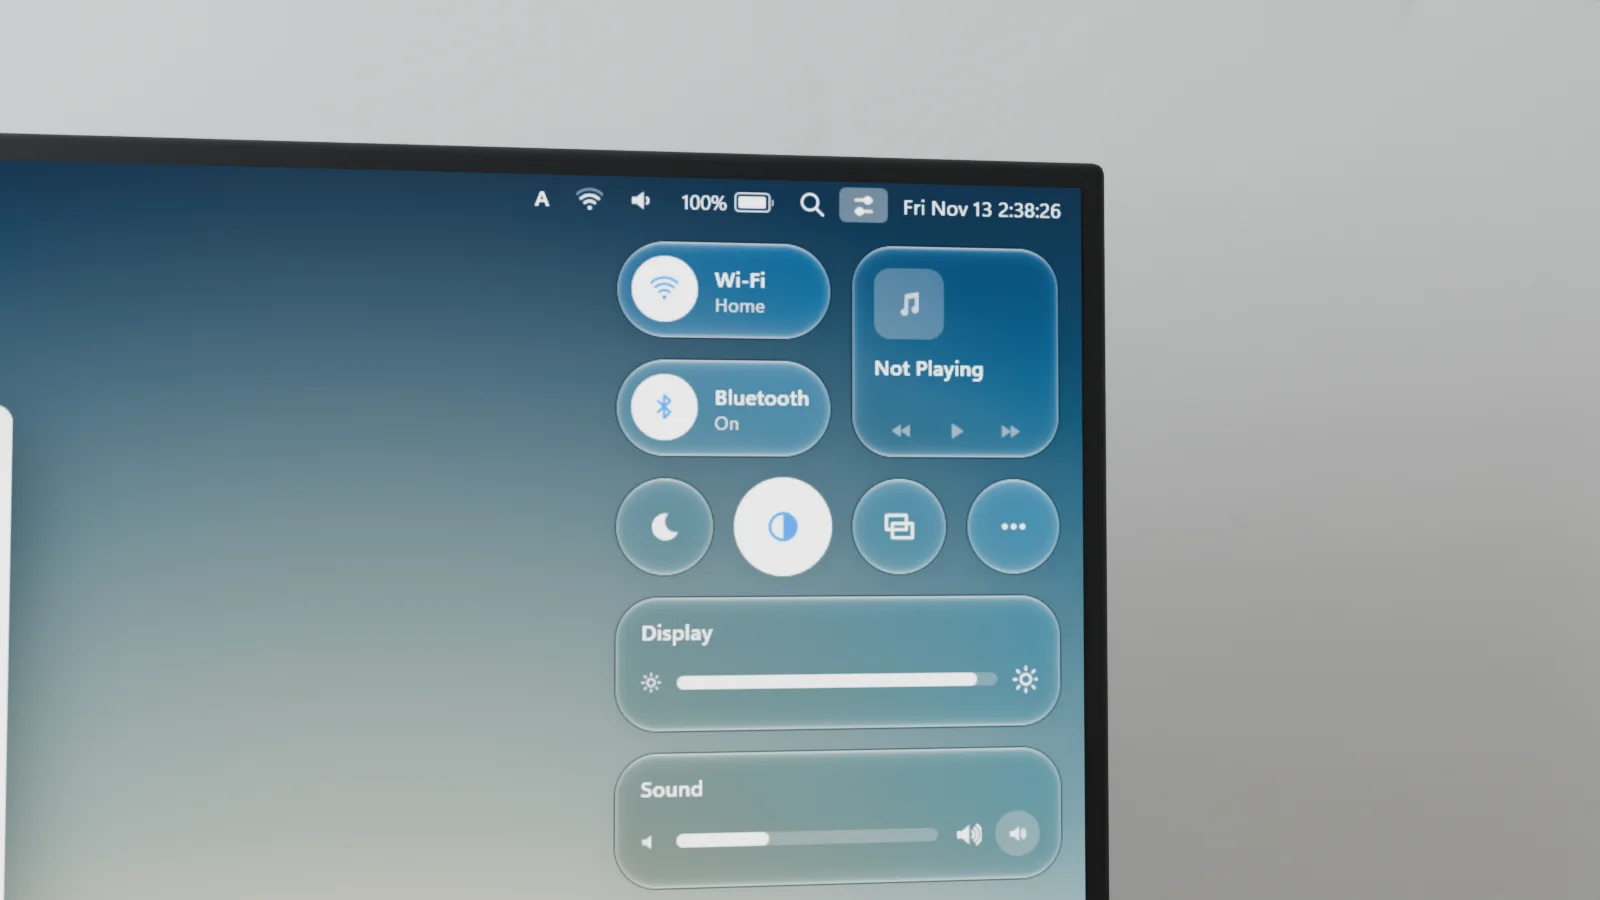 A 100% Fri Nov 13 2:38:26
Wi-Fi
Home
Bluetooth
On
Not Playing
Display
Sound